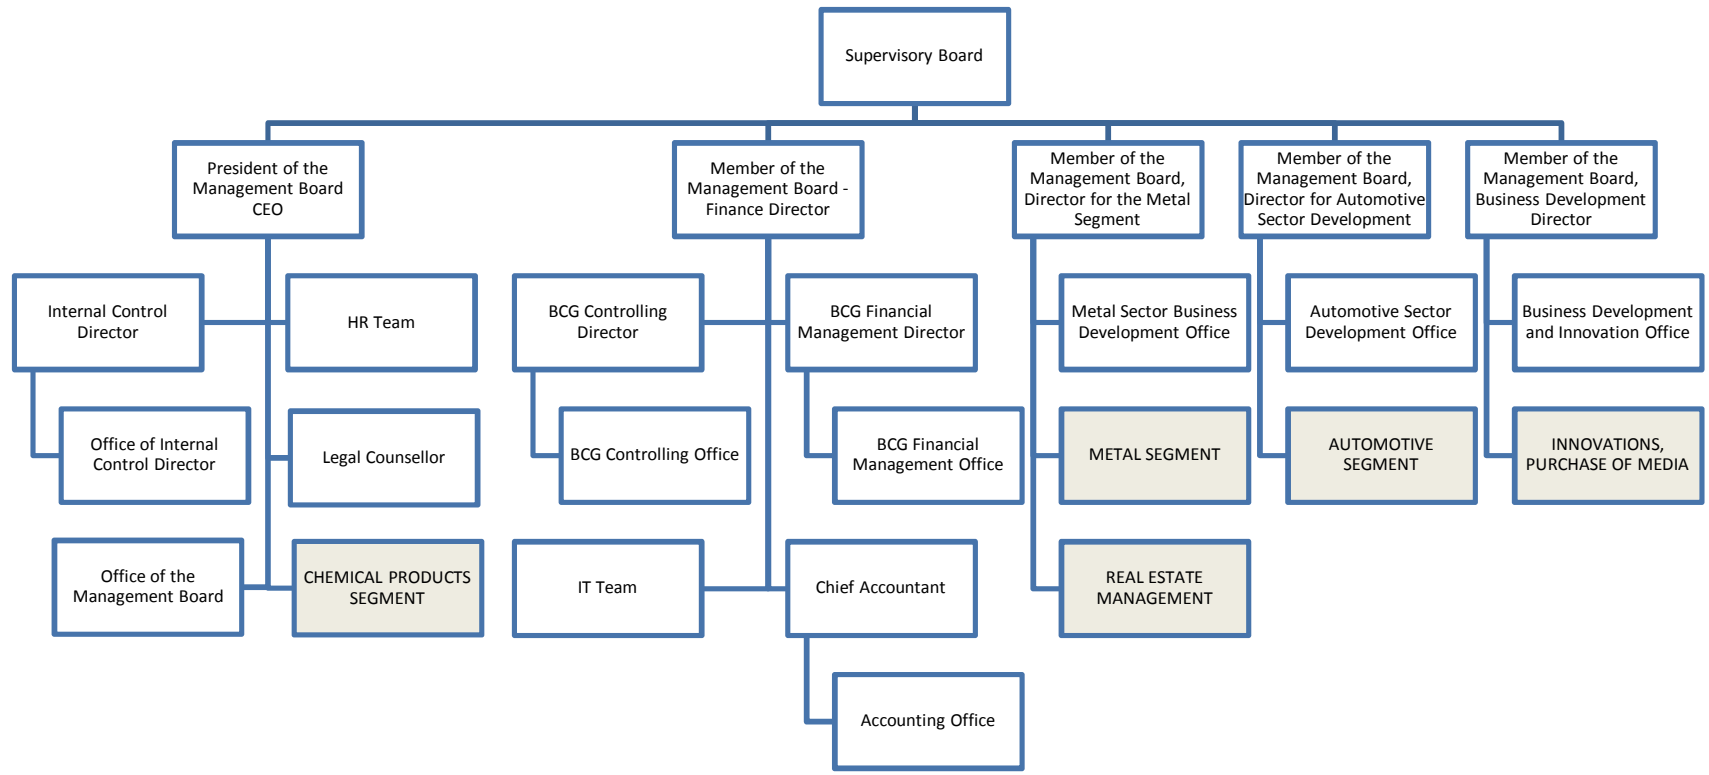 Supervisory Board
President of the
Management Board
CEO
Member of the
Management Board -
Finance Director
Member of the
Management Board,
Director for the Metal
Segment
Member of the
Management Board,
Director for Automotive
Sector Development
Member of the
Management Board,
Business Development
Director
Internal Control
Director
HR Team
BCG Controlling
Director
BCG Financial
Management Director
Metal Sector Business
Development Office
Automotive Sector
Development Office
Business Development
and Innovation Office
Office of Internal
Control Director
Legal Counsellor
BCG Controlling Office
BCG Financial
Management Office
METAL SEGMENT
AUTOMOTIVE
SEGMENT
INNOVATIONS,
PURCHASE OF MEDIA
Office of the
Management Board
CHEMICAL PRODUCTS
SEGMENT
IT Team
Chief Accountant
REAL ESTATE
MANAGEMENT
Accounting Office